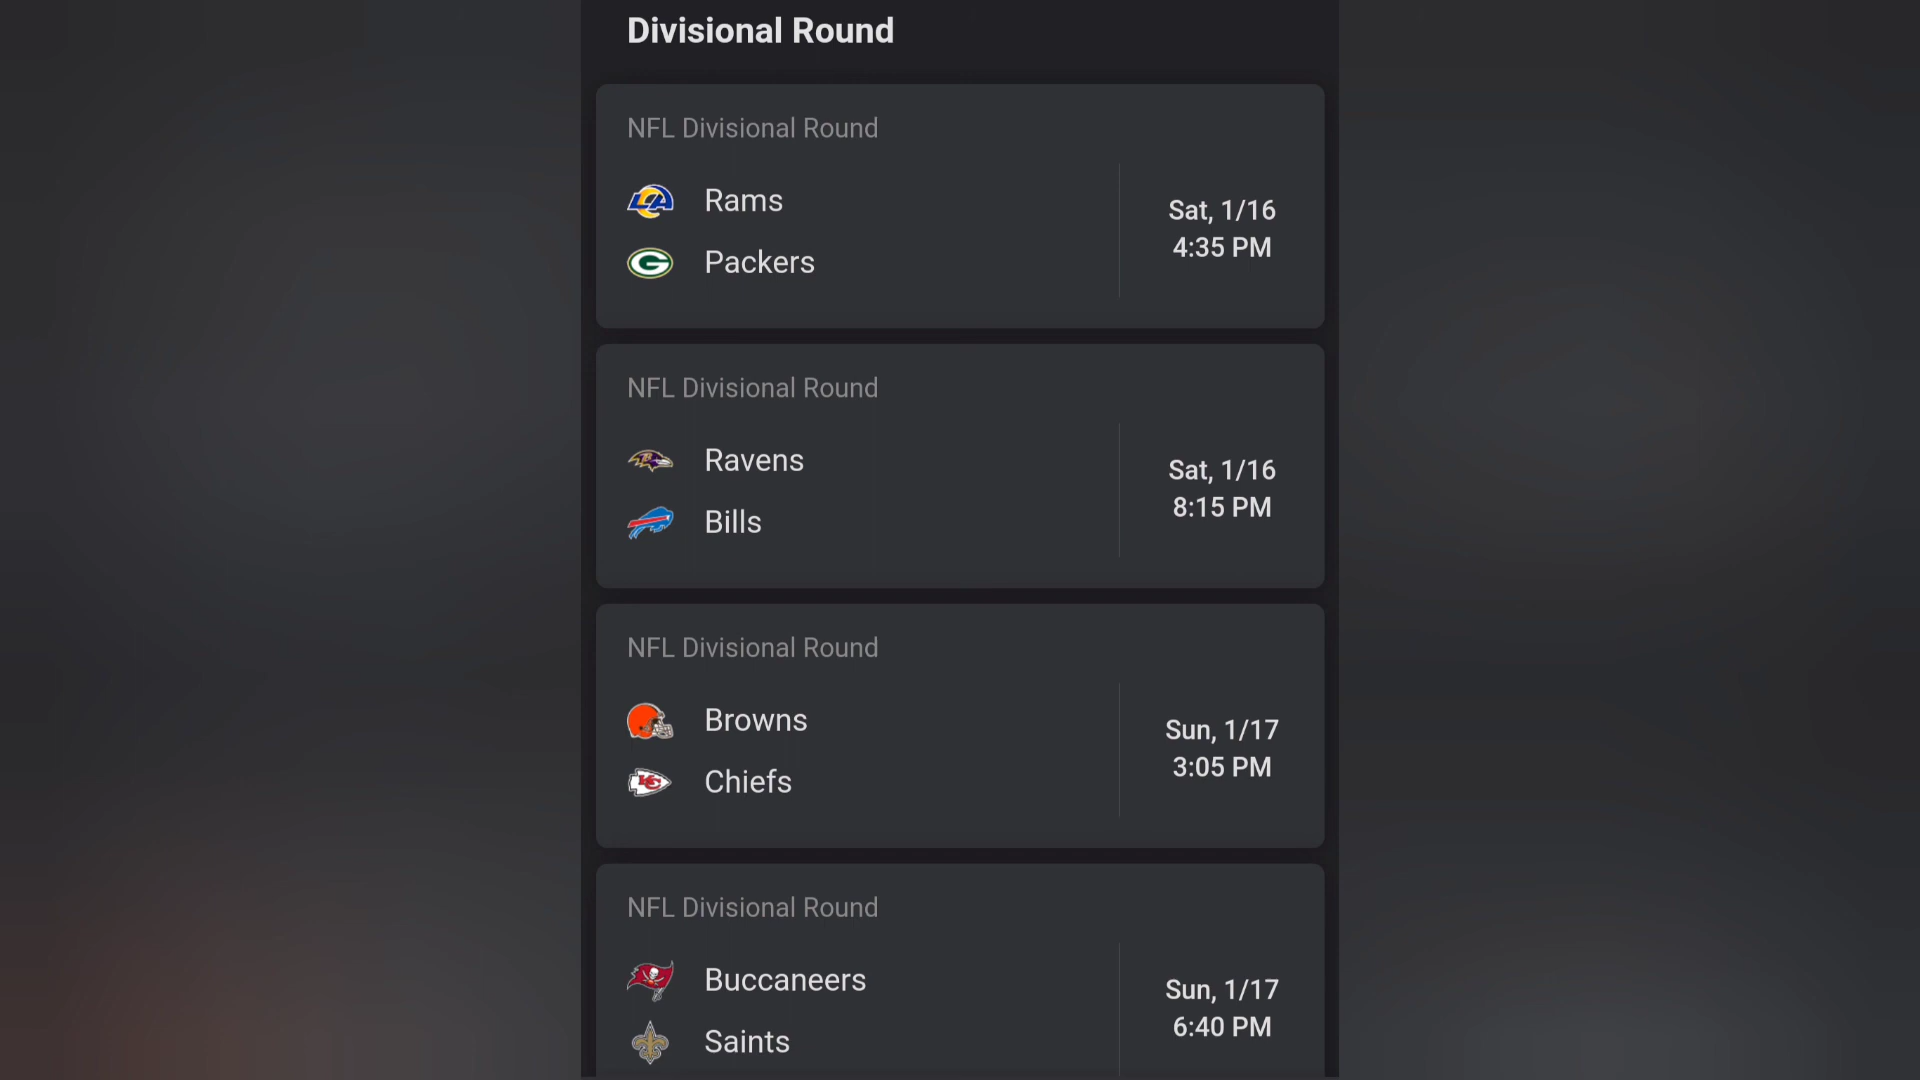 Divisional Round
NFL Divisional Round
Rams
Packers
Sat, 1/16
4:35 PM
NFL Divisional Round
Ravens
Bills
Sat, 1/16
8:15 PM
NFL Divisional Round
Browns
Chiefs
Sun, 1/17
3:05 PM
NFL Divisional Round
Buccaneers
Saints
Sun, 1/17
6:40 PM